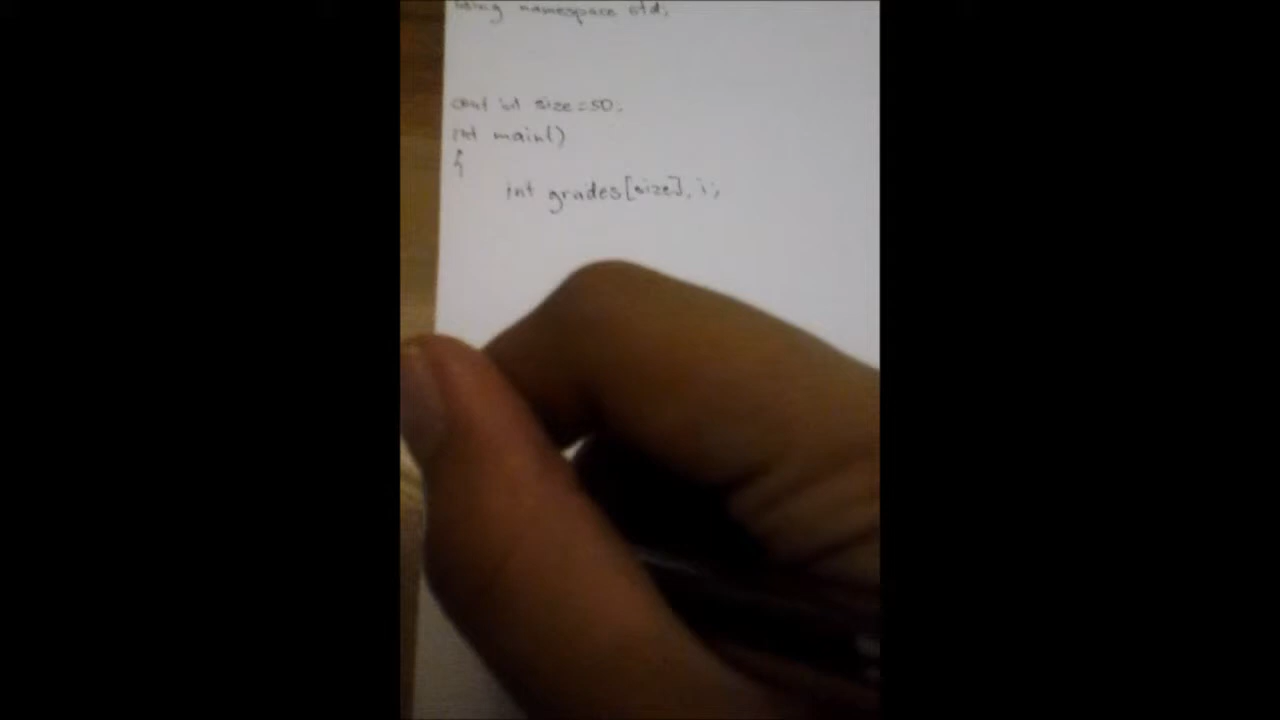 using namespace std;
const int size=50;
int main()
{
int grades[size], i;